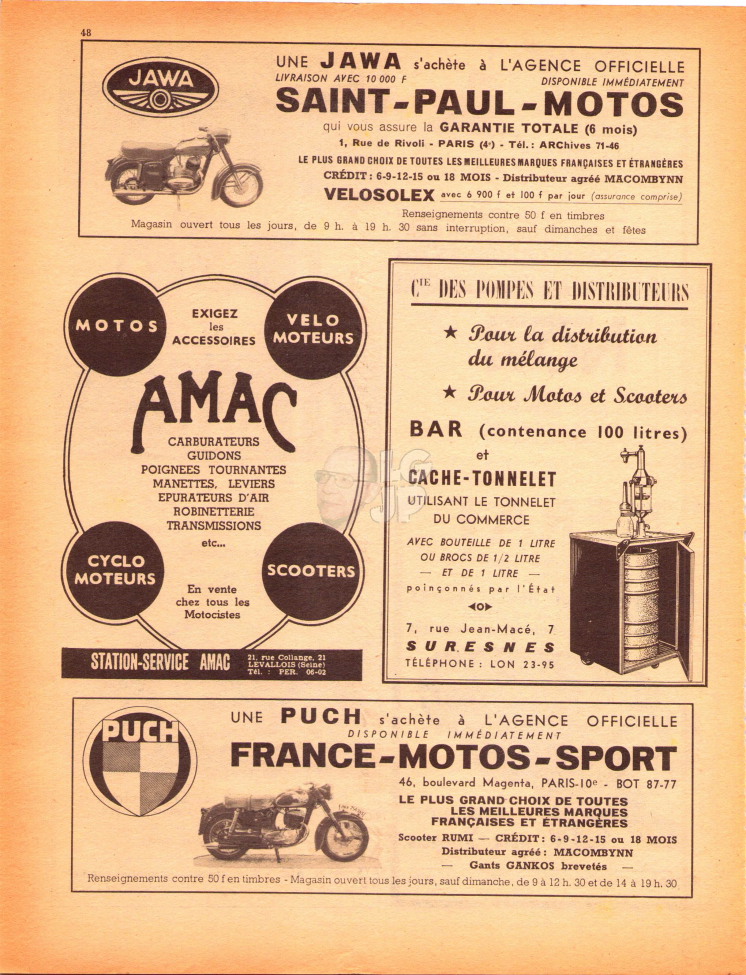 48
JAWA
UNE JAWA s'achète à L'AGENCE OFFICIELLE
LIVRAISON AVEC 10 000 F DISPONIBLE IMMÉDIATEMENT
SAINT-PAUL-MOTOS
qui vous assure la GARANTIE TOTALE (6 mois)
1, Rue de Rivoli - PARIS (4e) - Tél. : ARChives 71-46
LE PLUS GRAND CHOIX DE TOUTES LES MEILLEURES MARQUES FRANÇAISES ET ÉTRANGÈRES
CRÉDIT : 6-9-12-15 ou 18 MOIS - Distributeur agréé MACOMBYNN
VELOSOLEX avec 6 900 f et 100 f par jour (assurance comprise)
Renseignements contre 50 f en timbres
Magasin ouvert tous les jours, de 9 h. à 19 h. 30 sans interruption, sauf dimanches et fêtes
MOTOS
EXIGEZ
les
ACCESSOIRES
VELO
MOTEURS
AMAC
CARBURATEURS
GUIDONS
POIGNEES TOURNANTES
MANETTES, LEVIERS
EPURATEURS D'AIR
ROBINETTERIE
TRANSMISSIONS
etc...
CYCLO
MOTEURS
En vente
chez tous les
Motocistes
SCOOTERS
STATION-SERVICE AMAC
21, rue Collange, 21
LEVALLOIS (Seine)
Tél. : PER. 06-02
CIE DES POMPES ET DISTRIBUTEURS
★ Pour la distribution
du mélange
★ Pour Motos et Scooters
BAR (contenance 100 litres)
et
CACHE-TONNELET
UTILISANT LE TONNELET
DU COMMERCE
AVEC BOUTEILLE DE 1 LITRE
OU BROCS DE 1/2 LITRE
— ET DE 1 LITRE —
poinçonnés par l'État
7, rue Jean-Macé, 7
SURESNES
TÉLÉPHONE : LON 23-95
LG
JP
PUCH
UNE PUCH s'achète à L'AGENCE OFFICIELLE
DISPONIBLE IMMÉDIATEMENT
FRANCE-MOTOS-SPORT
46, boulevard Magenta, PARIS-10e - BOT 87-77
LE PLUS GRAND CHOIX DE TOUTES
LES MEILLEURES MARQUES
FRANÇAISES ET ÉTRANGÈRES
Scooter RUMI — CRÉDIT : 6-9-12-15 ou 18 MOIS
Distributeur agréé : MACOMBYNN
— Gants GANKOS brevetés —
Renseignements contre 50 f en timbres - Magasin ouvert tous les jours, sauf dimanche, de 9 à 12 h. 30 et de 14 à 19 h. 30